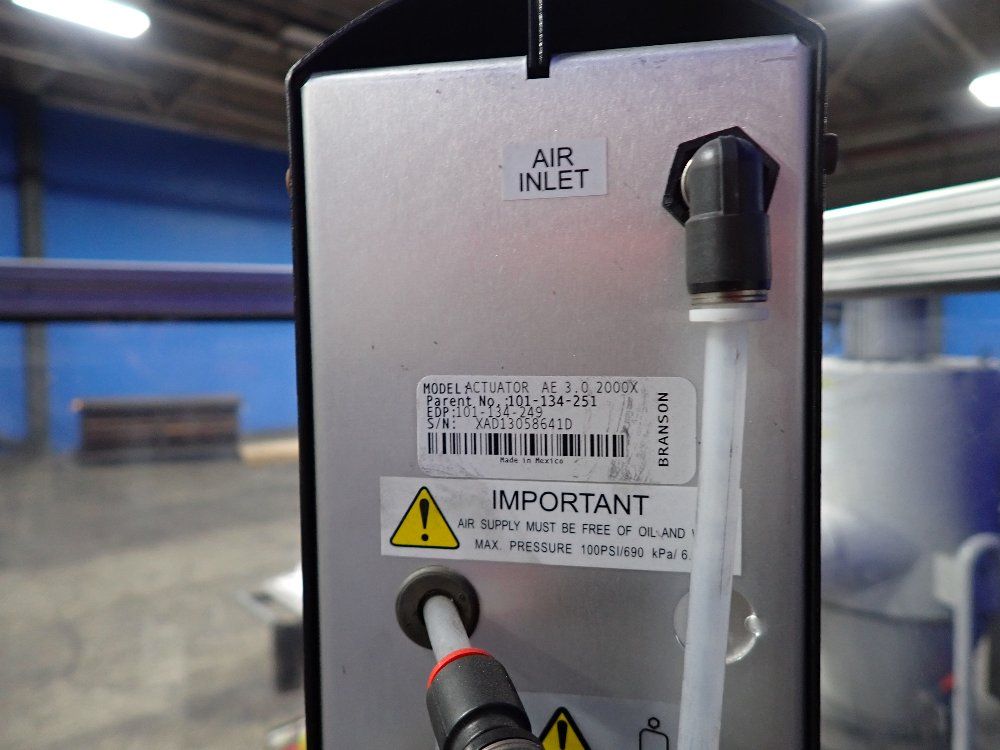 AIR
INLET
MODEL: ACTUATOR AE 3.0 2000X
Parent No. :101-134-251
EDP:101-134-249
S/N: XAD13058641D
Made in Mexico
BRANSON
IMPORTANT
AIR SUPPLY MUST BE FREE OF OIL AND
MAX. PRESSURE 100PSI/690 kPa/ 6.